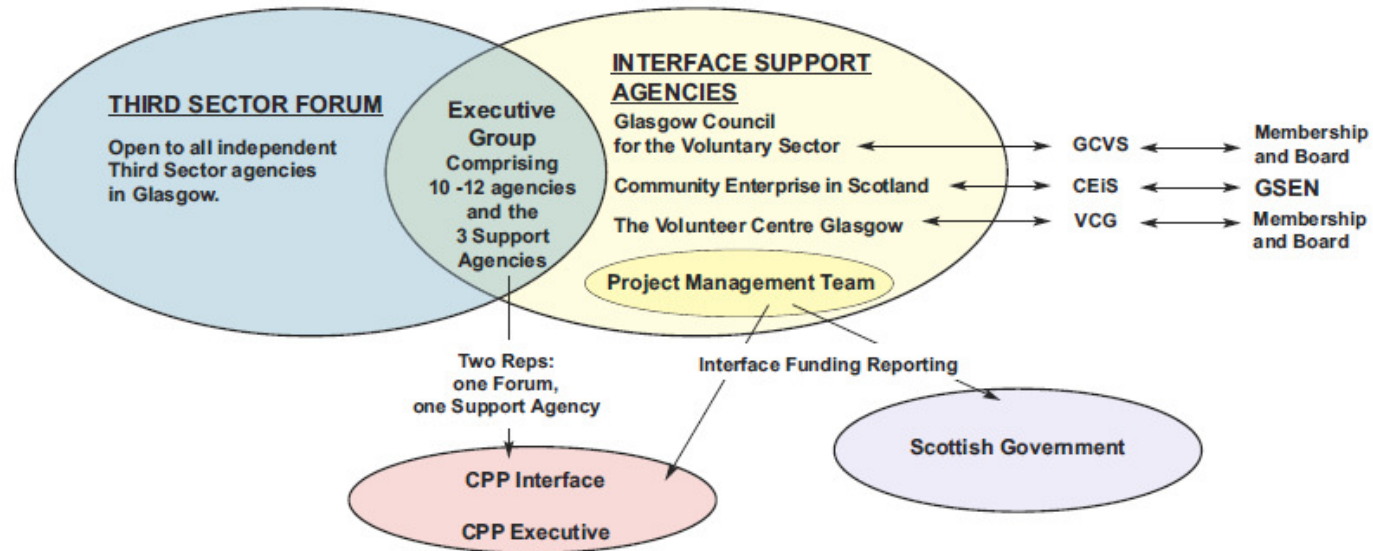 THIRD SECTOR FORUM
Open to all independent
Third Sector agencies
in Glasgow.
Executive
Group
Comprising
10 -12 agencies
and the
3 Support
Agencies
INTERFACE SUPPORT
AGENCIES
Glasgow Council
for the Voluntary Sector
GCVS
Membership
and Board
Community Enterprise in Scotland
CEiS
GSEN
The Volunteer Centre Glasgow
VCG
Membership
and Board
Project Management Team
Two Reps:
one Forum,
one Support Agency
Interface Funding Reporting
CPP Interface
CPP Executive
Scottish Government